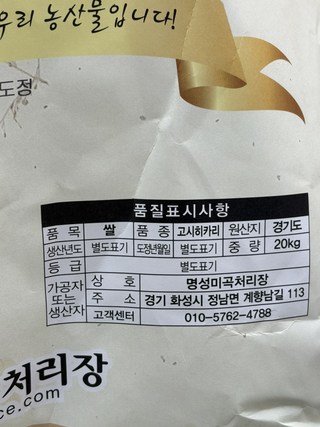 우리 농산물입니다!
도정
품질표시사항
품 목 쌀 품 종 고시히카리 원산지 경기도
생산년도 별도표기 도정년월일 별도표기 중 량 20kg
등 급 별도표기
가공자 또는 생산자 상 호 명성미곡처리장
주 소 경기 화성시 정남면 계향남길 113
고객센터 010-5762-4788
처리장
ce.com